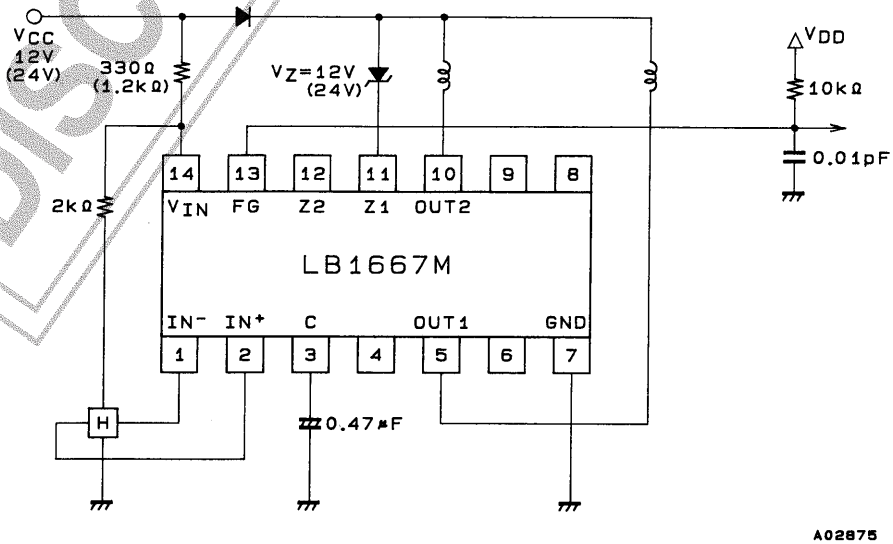 VCC
12V
(24V)
330Ω
(1.2kΩ)
VZ=12V
(24V)
VDD
10kΩ
0.01pF
2kΩ
14 13 12 11 10 9 8
VIN FG Z2 Z1 OUT2
LB1667M
IN- IN+ C OUT1 GND
1 2 3 4 5 6 7
H
0.47µF
A02875
DISC